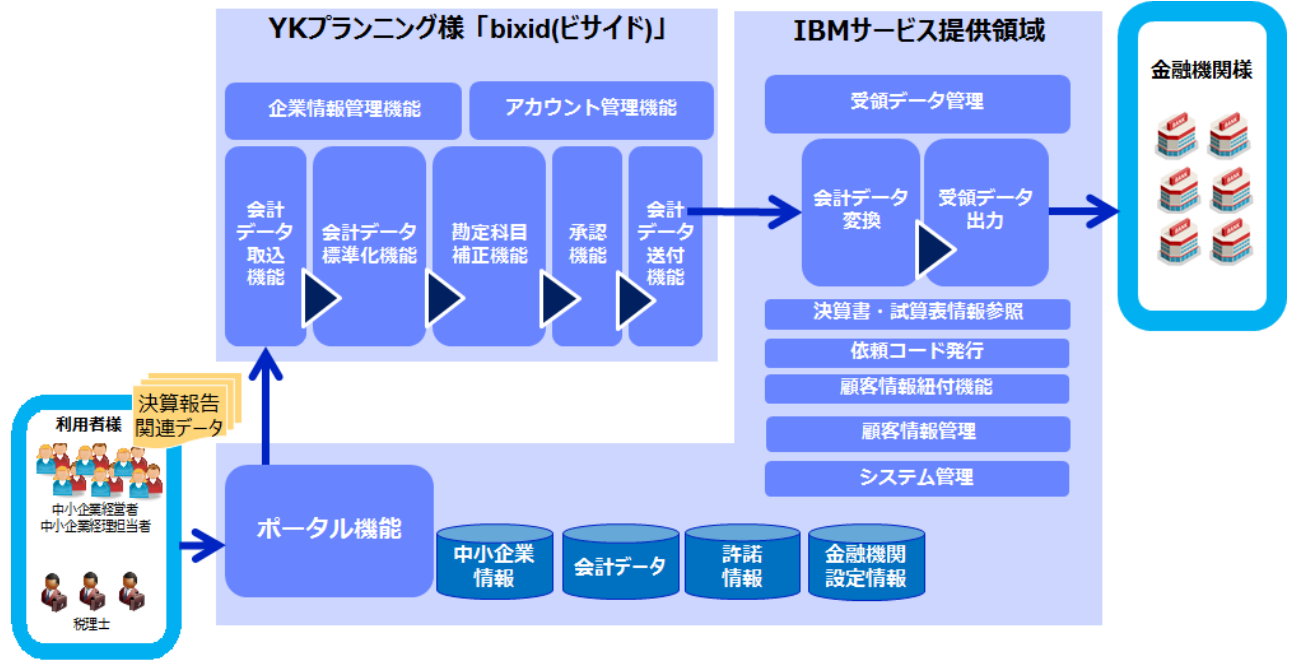 YKプランニング様「bixid(ビサイド)」
企業情報管理機能
アカウント管理機能
会計
データ
取込
機能
会計データ
標準化機能
勘定科目
補正機能
承認
機能
会計
データ
送付
機能
IBMサービス提供領域
受領データ管理
会計データ
変換
受領データ
出力
決算書・試算表情報参照
依頼コード発行
顧客情報紐付機能
顧客情報管理
システム管理
金融機関様
BANK
BANK
BANK
BANK
BANK
BANK
決算報告
関連データ
利用者様
中小企業経営者
中小企業経理担当者
税理士
ポータル機能
中小企業
情報
会計データ
許諾
情報
金融機関
設定情報